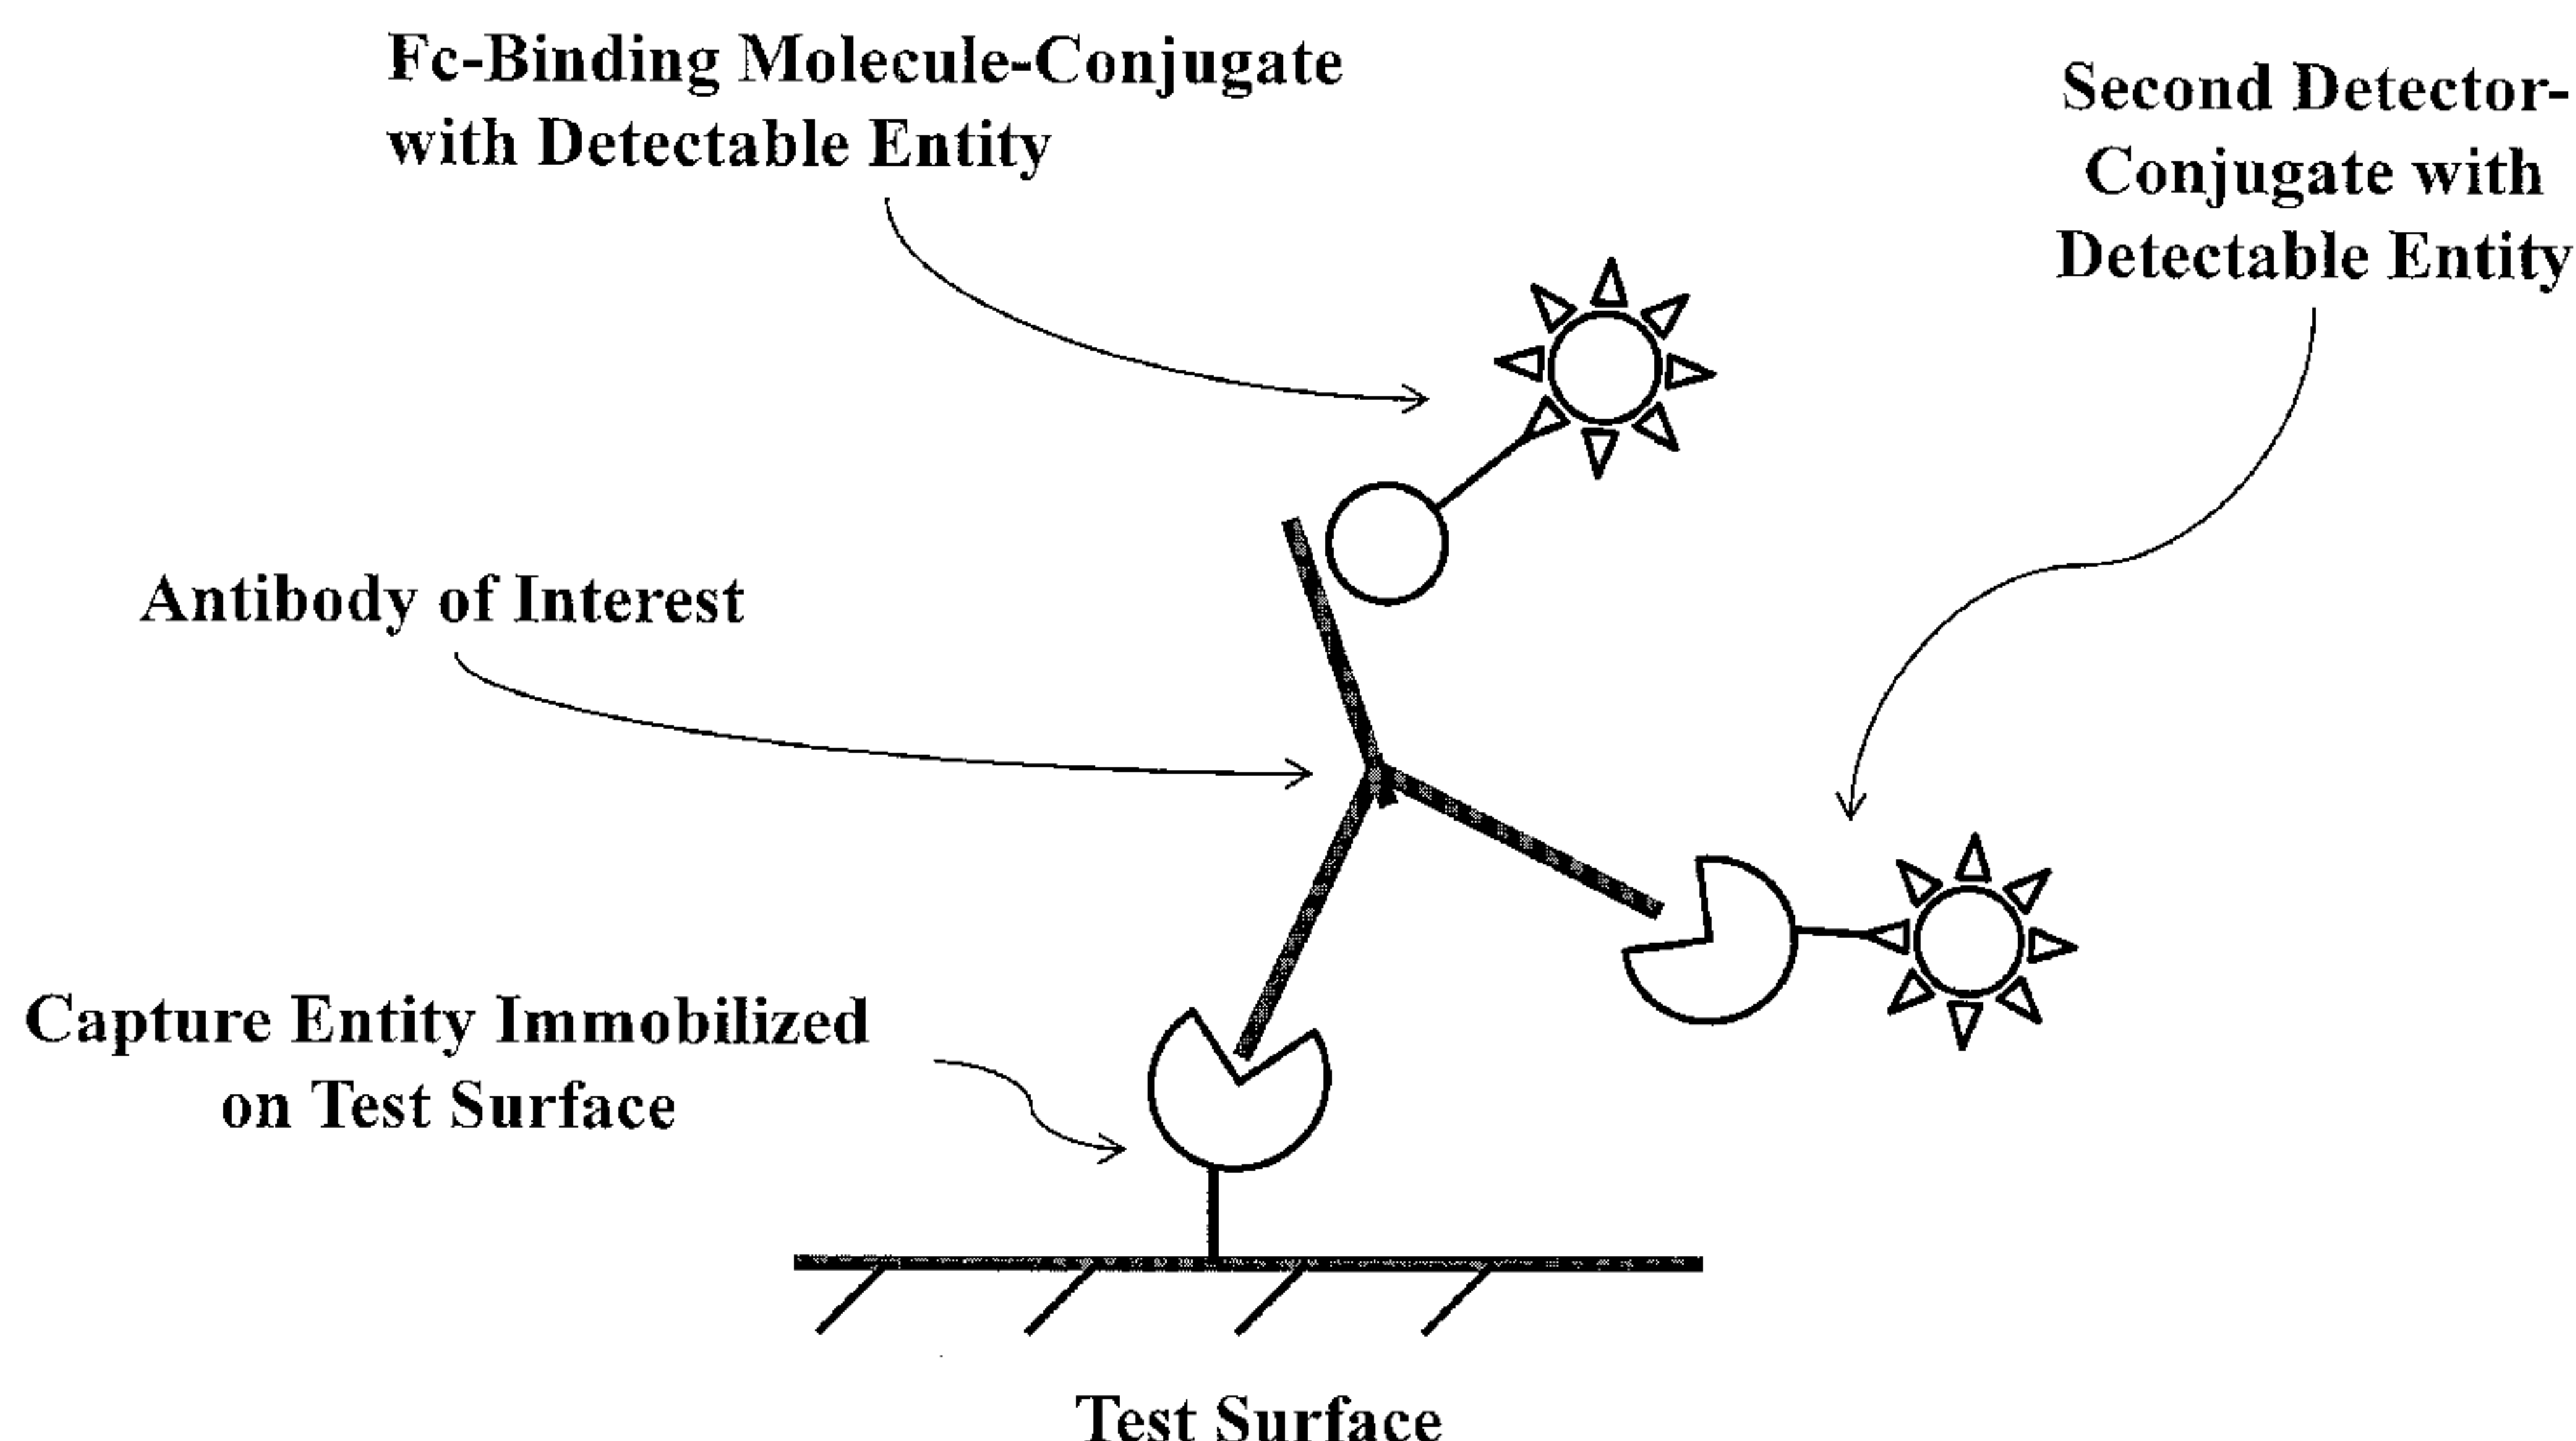 Fc-Binding Molecule-Conjugate
with Detectable Entity
Second Detector-
Conjugate with
Detectable Entity
Antibody of Interest
Capture Entity Immobilized
on Test Surface
Test Surface